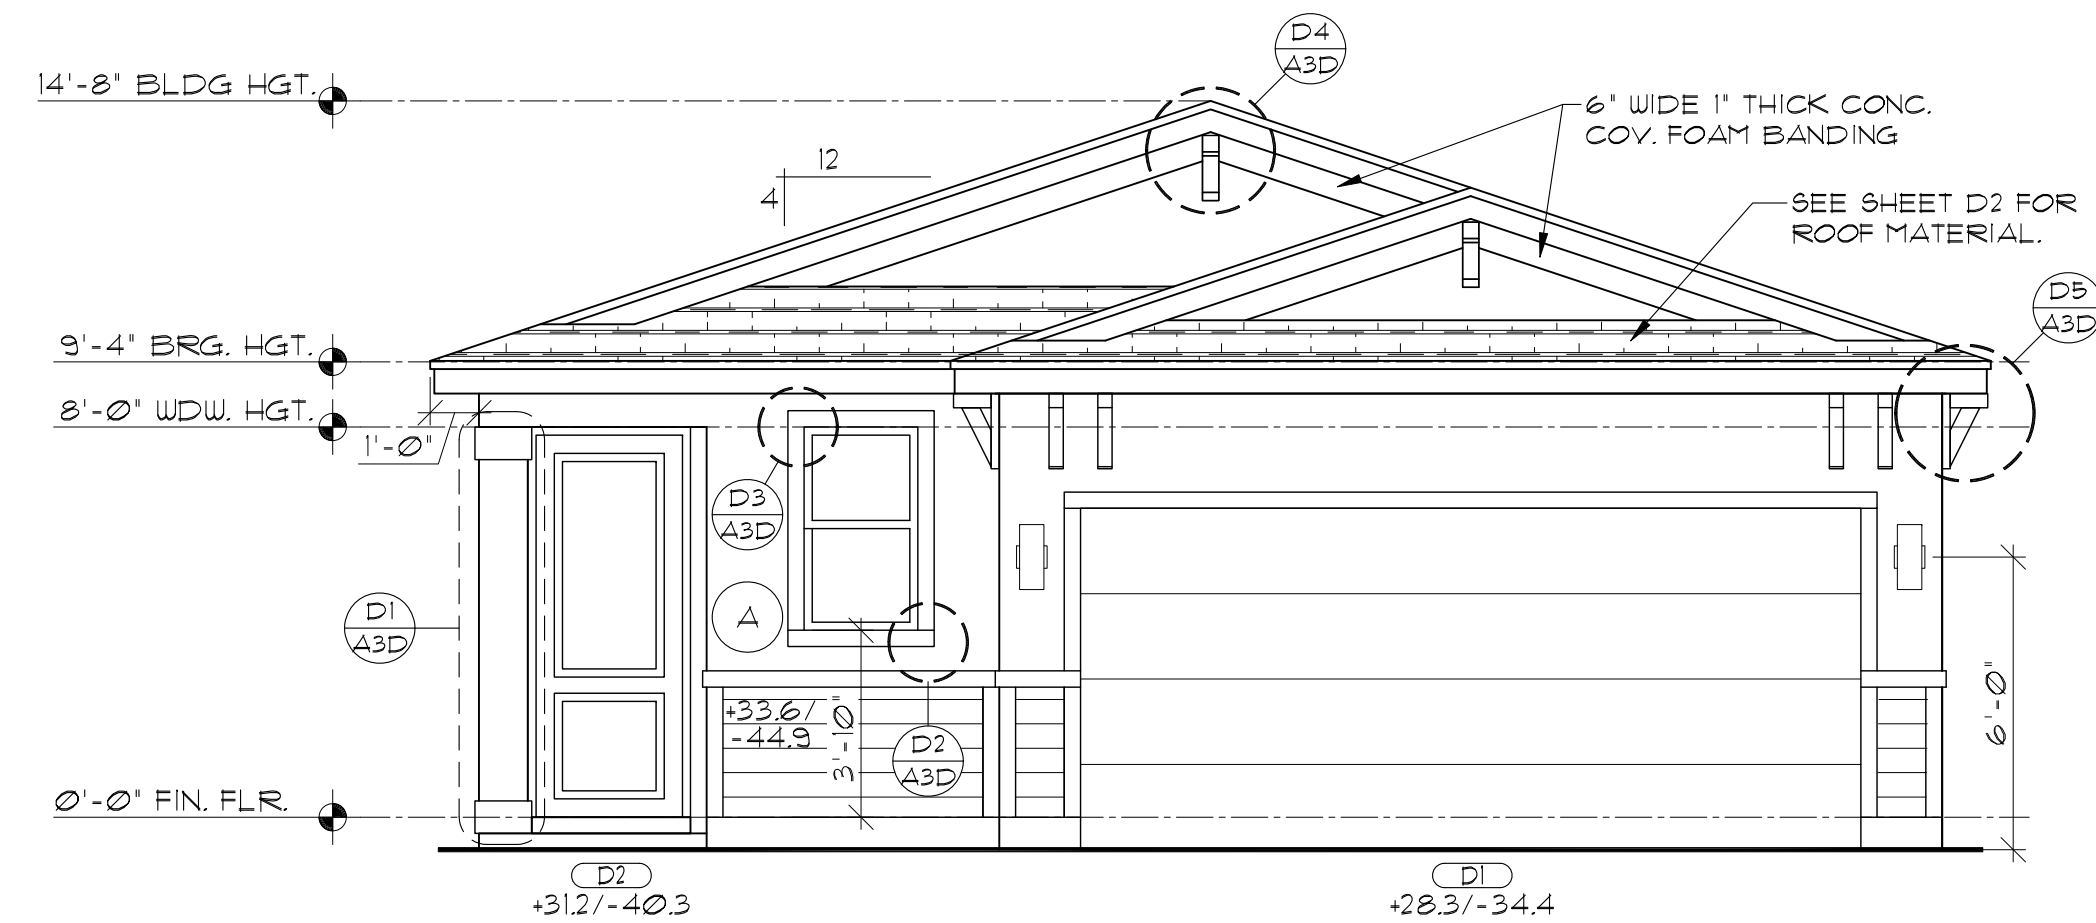 D4
A3D
14'-8" BLDG HGT.
6" WIDE 1" THICK CONC.
COV. FOAM BANDING
12
4
SEE SHEET D2 FOR
ROOF MATERIAL.
D5
A3D
9'-4" BRG. HGT.
8'-0" WDW. HGT.
1'-0"
D3
A3D
D1
A3D
A
6'-0"
+33.6/
-44.9
3'-10"
D2
A3D
0'-0" FIN. FLR.
D2
+31.2/-40.3
D1
+28.3/-34.4